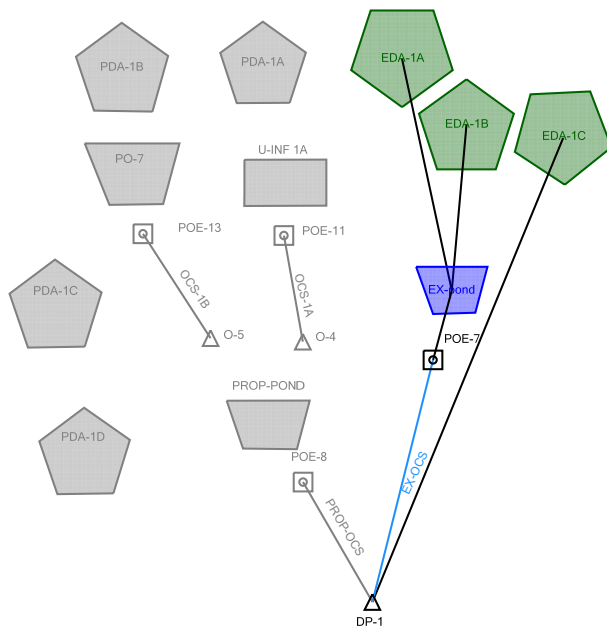 EDA-1A
PDA-1B
PDA-1A
EDA-1B
EDA-1C
U-INF 1A
PO-7
POE-13
POE-11
OCS-1B
OCS-1A
PDA-1C
EX-pond
O-5
O-4
POE-7
PROP-POND
PDA-1D
POE-8
EX-OCS
PROP-OCS
DP-1